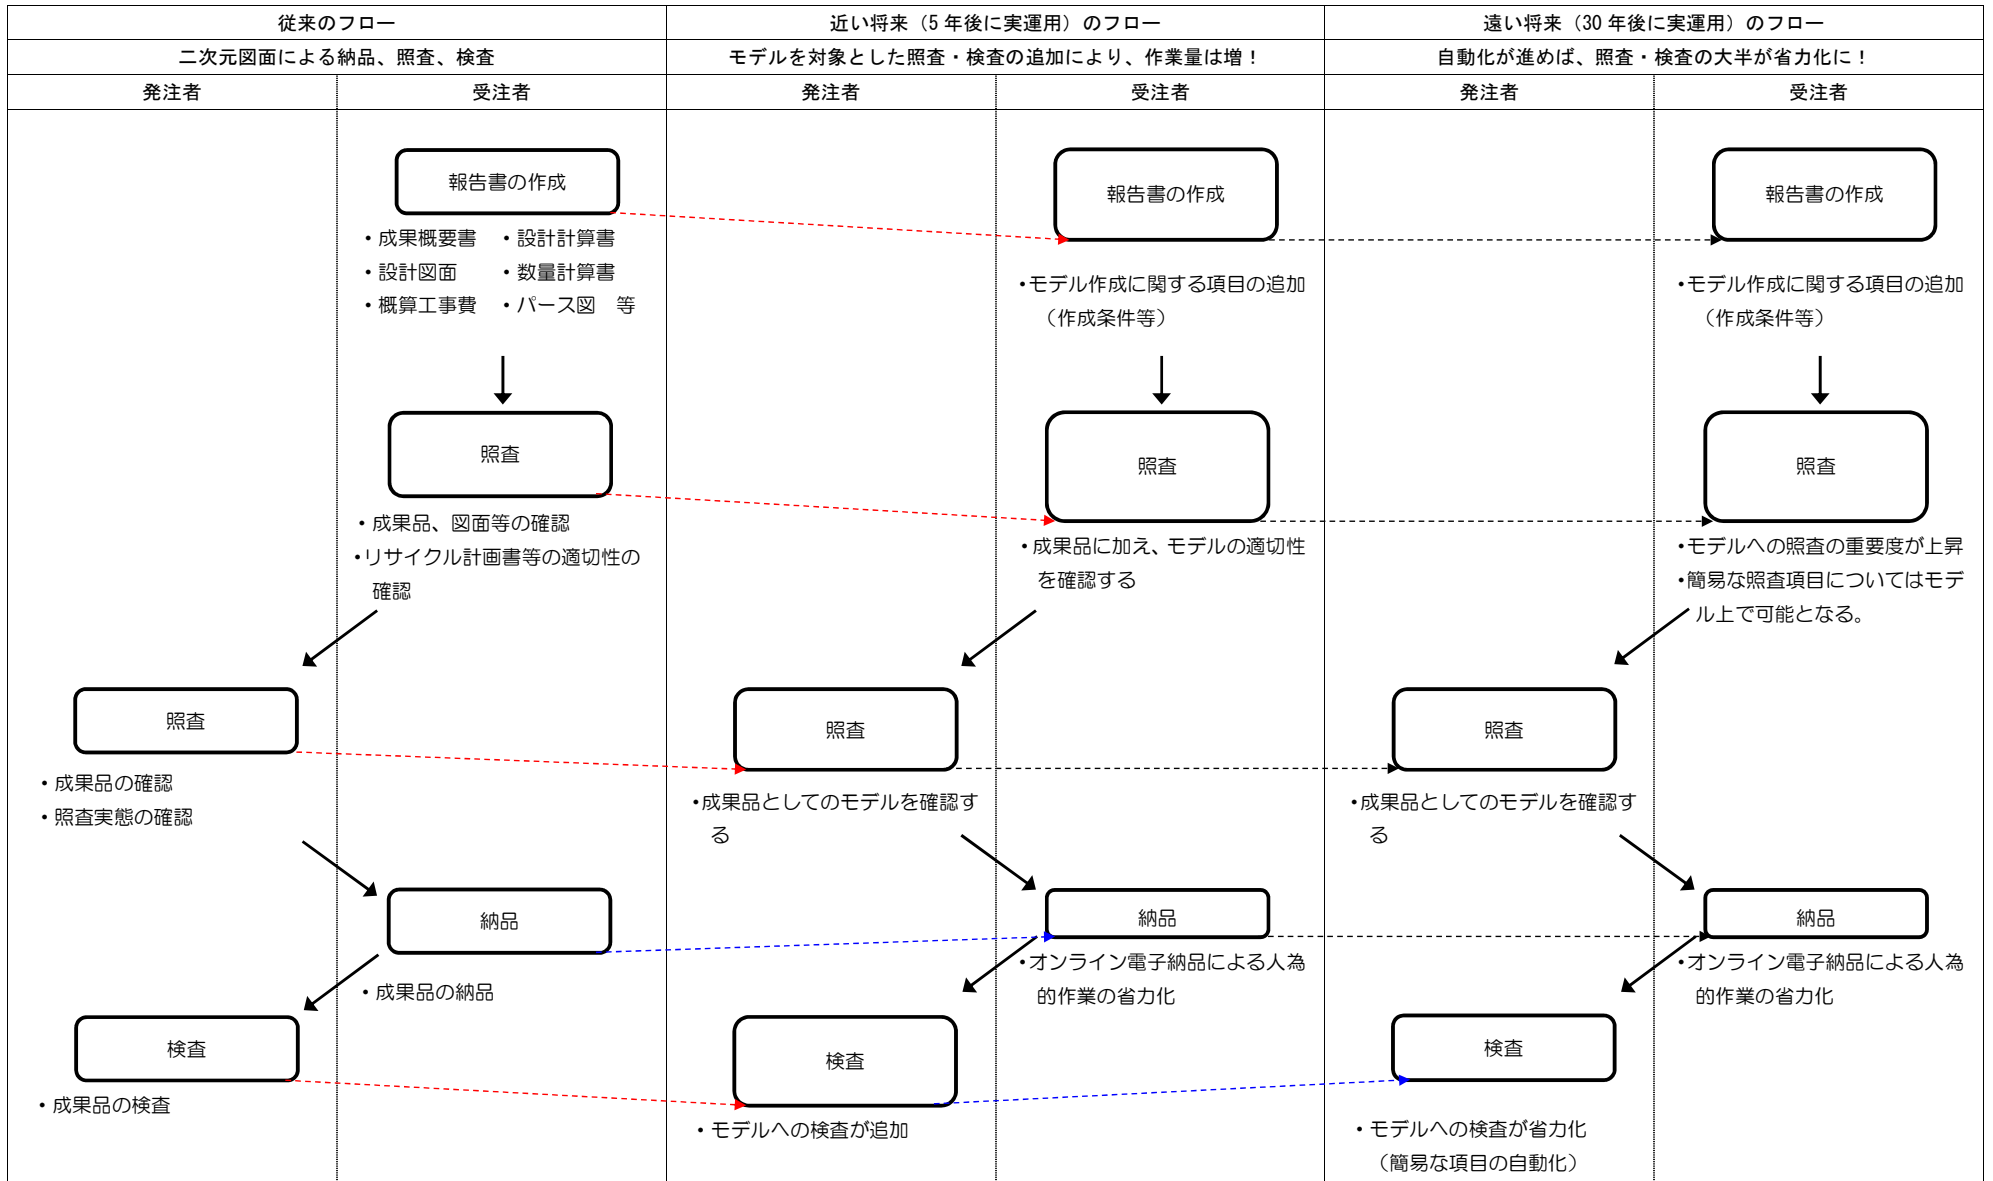 従来のフロー
二次元図面による納品、照査、検査
発注者
受注者
報告書の作成
・成果概要書 ・設計計算書
・設計図面 ・数量計算書
・概算工事費 ・パース図　等
照査
・成果品、図面等の確認
・リサイクル計画書等の適切性の
確認
照査
・成果品の確認
・照査実態の確認
納品
・成果品の納品
検査
・成果品の検査
近い将来（5 年後に実運用）のフロー
モデルを対象とした照査・検査の追加により、作業量は増！
発注者
受注者
報告書の作成
・モデル作成に関する項目の追加
（作成条件等）
照査
・成果品に加え、モデルの適切性
を確認する
照査
・成果品としてのモデルを確認す
る
納品
・オンライン電子納品による人為
的作業の省力化
検査
・モデルへの検査が追加
遠い将来（30 年後に実運用）のフロー
自動化が進めば、照査・検査の大半が省力化に！
発注者
受注者
報告書の作成
・モデル作成に関する項目の追加
（作成条件等）
照査
・モデルへの照査の重要度が上昇
・簡易な照査項目についてはモデ
ル上で可能となる。
照査
・成果品としてのモデルを確認す
る
納品
・オンライン電子納品による人為
的作業の省力化
検査
・モデルへの検査が省力化
（簡易な項目の自動化）